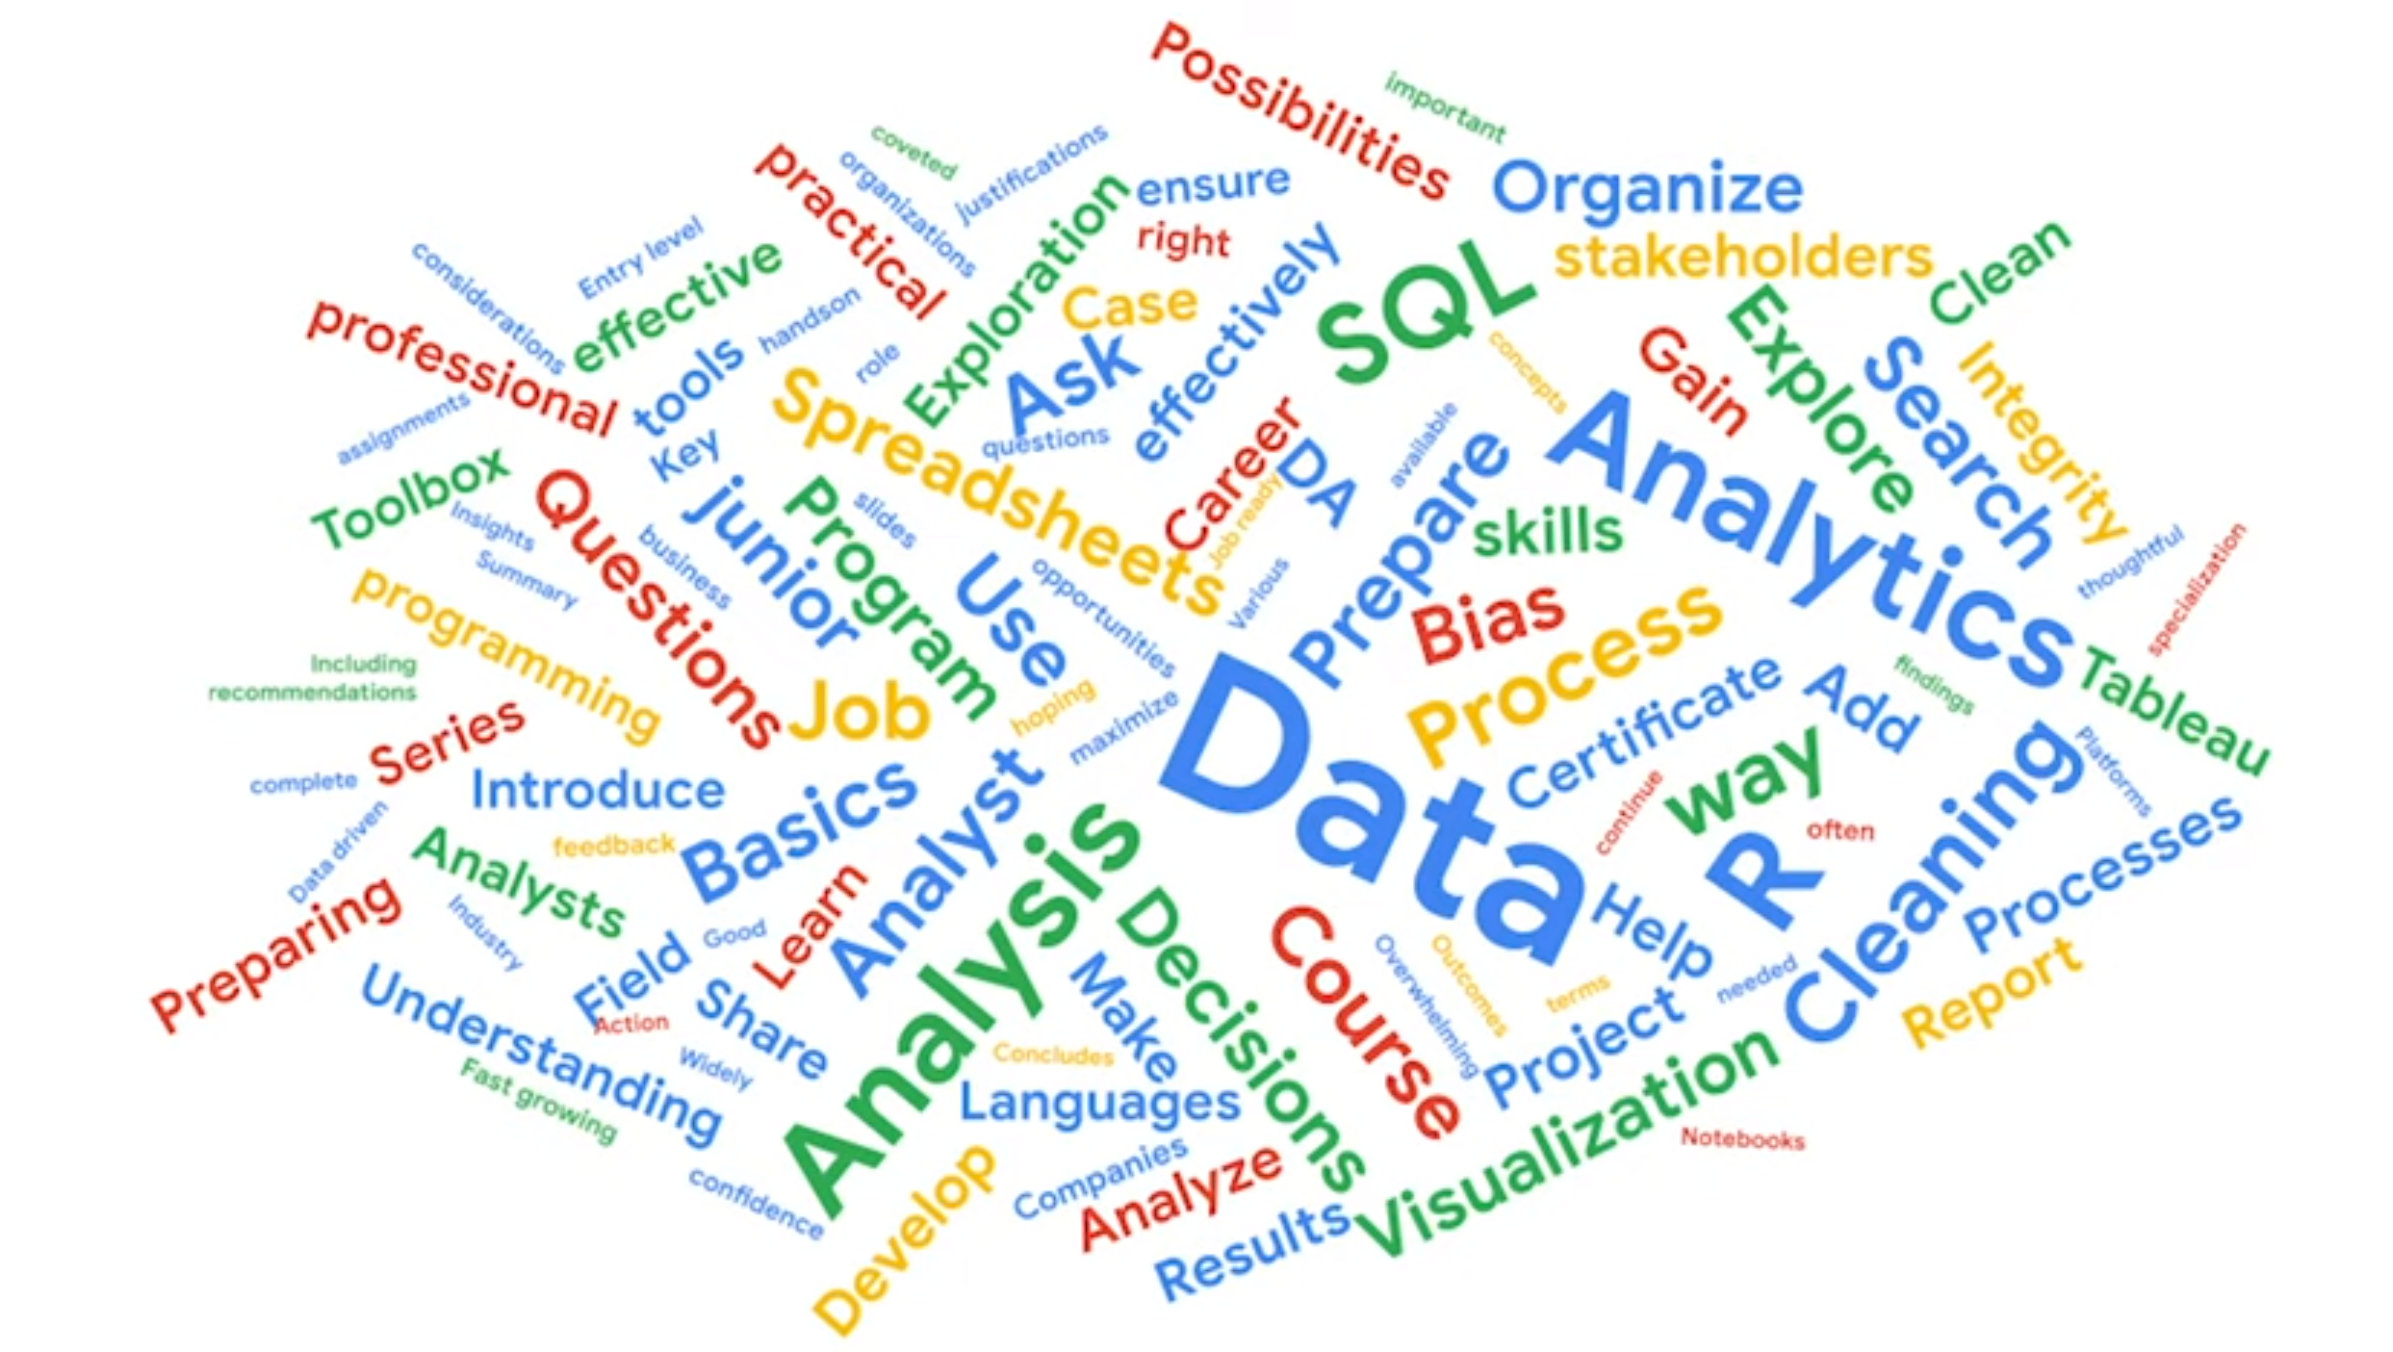 Possibilities
important
coveted
organizations
justifications
practical
ensure
right
Organize
stakeholders
Clean
Entry level
considerations
effective
professional
handson
tools
role
Exploration
Case
Ask
questions
effectively
SQL
concepts
Gain
Explore
Search
Integrity
assignments
Key
Spreadsheets
Career
DA
Job ready
available
Prepare
Analytics
skills
Toolbox
Insights
Summary
Questions
business
junior
Program
slides
Use
opportunities
Various
Bias
Process
thoughtful
specialization
programming
Including
recommendations
Series
complete
Introduce
Job
hoping
maximize
Data
Certificate
Add
findings
Tableau
Platforms
way
often
continue
R
Cleaning
Processes
Data driven
feedback
Basics
Analyst
Analysts
Preparing
Industry
Good
Learn
Field
Action
Share
Understanding
Widely
Fast growing
confidence
Analysis
Decisions
Make
Concludes
Languages
Course
Overwhelming
Outcomes
terms
Help
needed
Project
Report
Visualization
Notebooks
Develop
Companies
Analyze
Results